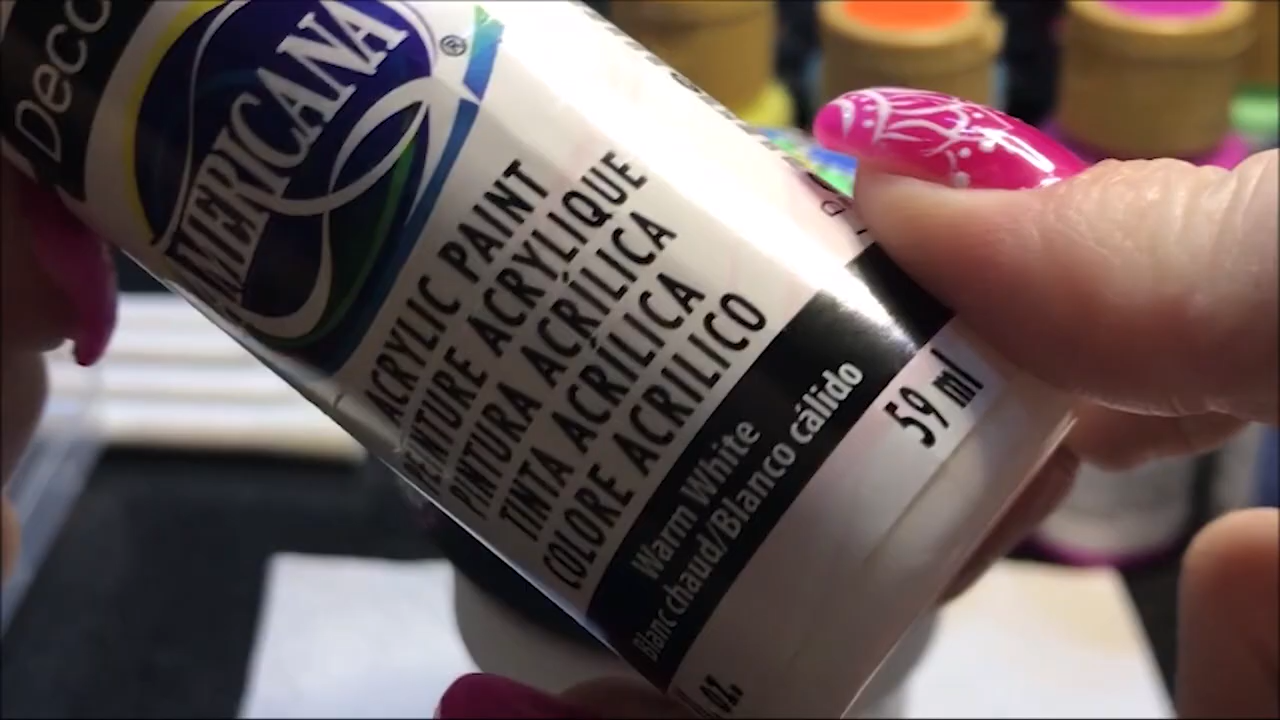 Deco
AMERICANA®
ACRYLIC PAINT
PEINTURE ACRYLIQUE
PINTURA ACRÍLICA
TINTA ACRÍLICA
COLORE ACRILICO
Warm White
Blanc chaud/Blanco cálido
59 ml
oz.